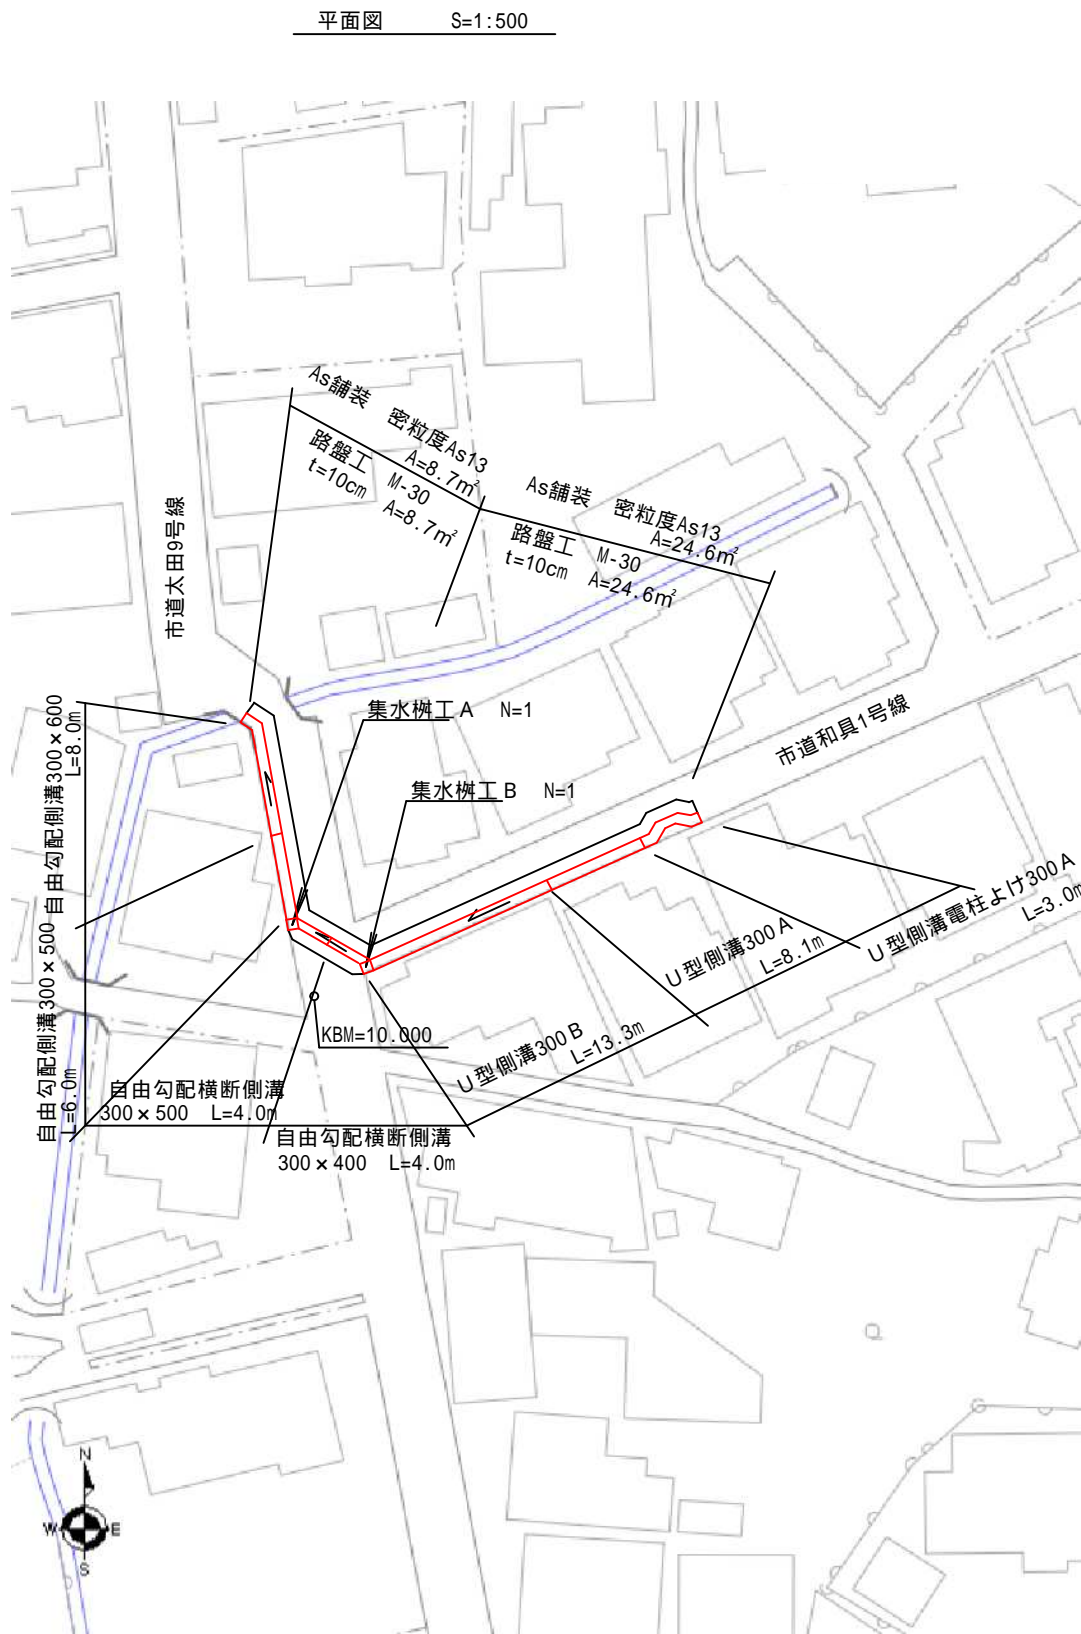 平面図 S=1:500
As舗装 密粒度As13
A=8.7㎡
路盤工 M-30
t=10cm A=8.7㎡
As舗装 密粒度As13
A=24.6㎡
路盤工 M-30
t=10cm A=24.6㎡
市道太田9号線
市道和具1号線
集水桝工A N=1
集水桝工B N=1
自由勾配側溝300×600
L=8.0m
自由勾配側溝300×500
L=6.0m
自由勾配横断側溝
300×500 L=4.0m
自由勾配横断側溝
300×400 L=4.0m
KBM=10.000
U型側溝300B
L=13.3m
U型側溝300A
L=8.1m
U型側溝電柱よけ300A
L=3.0m
N
W E
S